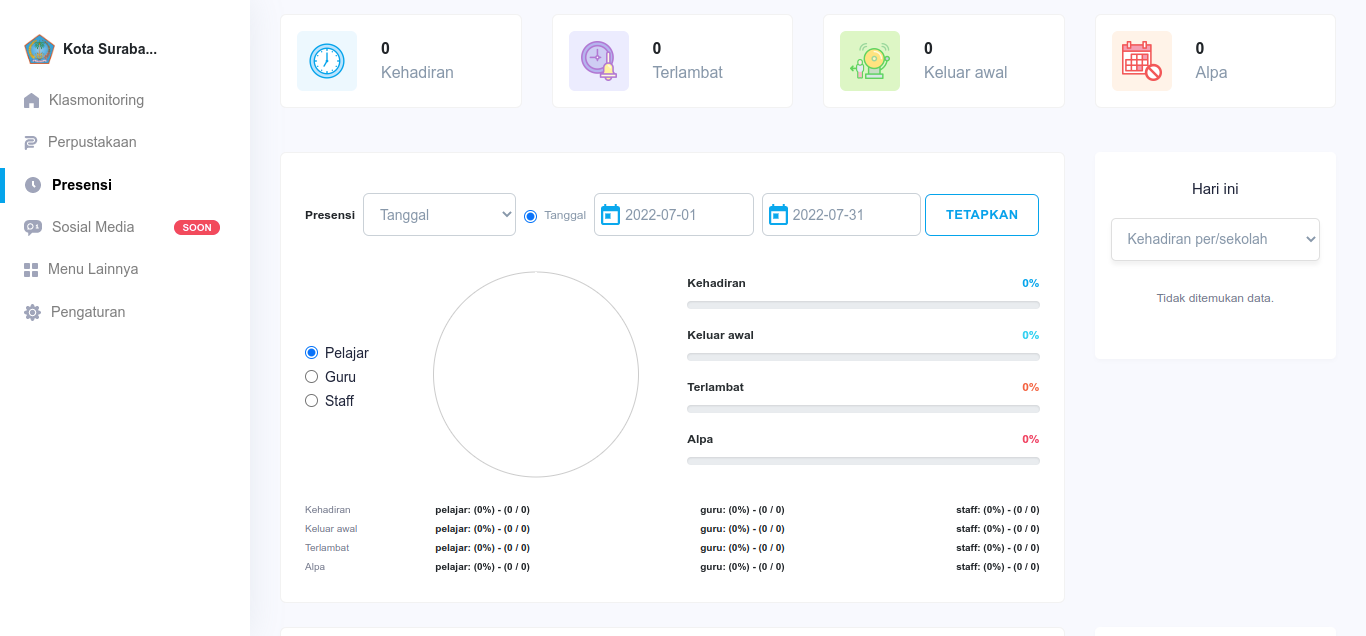 Kota Suraba...
Klasmonitoring
Perpustakaan
Presensi
Sosial Media SOON
Menu Lainnya
Pengaturan
0
Kehadiran
0
Terlambat
0
Keluar awal
0
Alpa
Presensi Tanggal Tanggal 2022-07-01 2022-07-31 TETAPKAN
Pelajar
Guru
Staff
Kehadiran 0%
Keluar awal 0%
Terlambat 0%
Alpa 0%
Kehadiran pelajar: (0%) - (0 / 0) guru: (0%) - (0 / 0) staff: (0%) - (0 / 0)
Keluar awal pelajar: (0%) - (0 / 0) guru: (0%) - (0 / 0) staff: (0%) - (0 / 0)
Terlambat pelajar: (0%) - (0 / 0) guru: (0%) - (0 / 0) staff: (0%) - (0 / 0)
Alpa pelajar: (0%) - (0 / 0) guru: (0%) - (0 / 0) staff: (0%) - (0 / 0)
Hari ini
Kehadiran per/sekolah
Tidak ditemukan data.